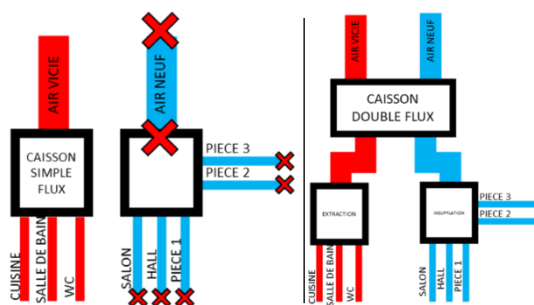 AIR VICIE
AIR NEUF
CAISSON
SIMPLE
FLUX
PIECE 3
PIECE 2
CUISINE
SALLE DE BAIN
WC
SALON
HALL
PIECE 1
AIR VICIE
AIR NEUF
CAISSON
DOUBLE FLUX
EXTRACTION
INSUFFLATION
PIECE 3
PIECE 2
CUISINE
SALLE DE BAIN
WC
SALON
HALL
PIECE 1